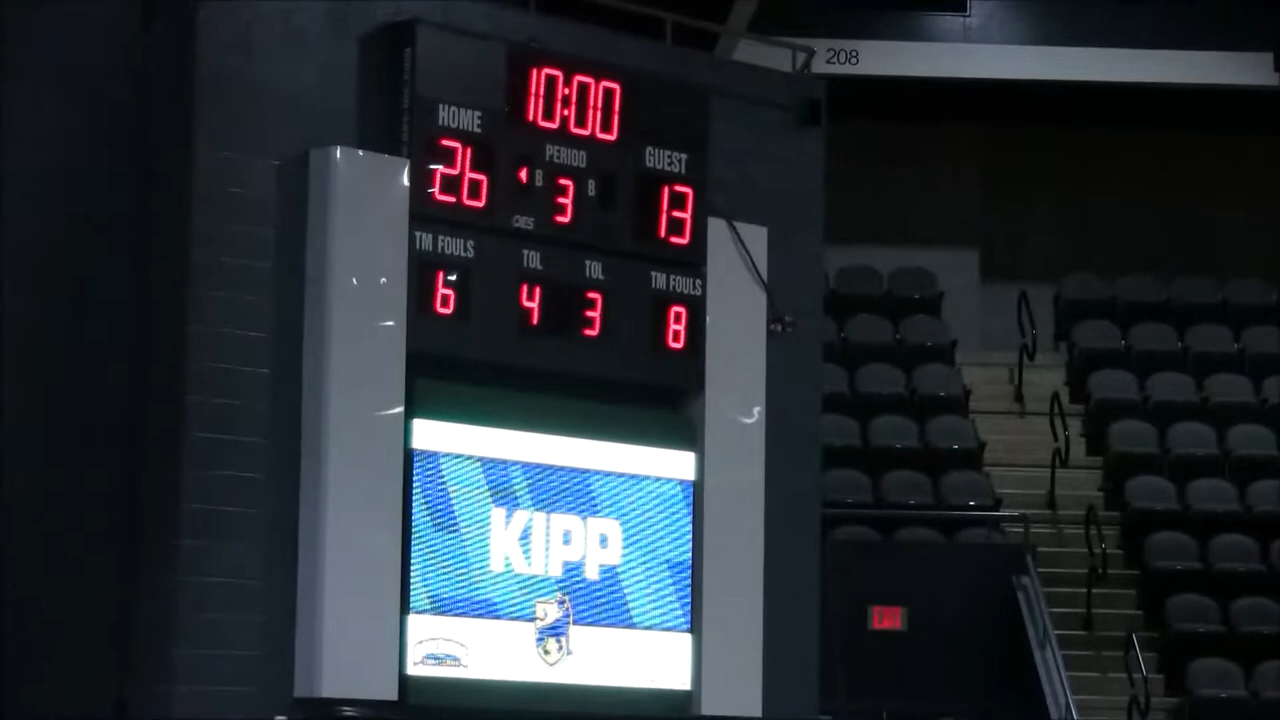 208
10:00
HOME
PERIOD
GUEST
26
B 3 B
13
OES
TM FOULS
TOL
TOL
TM FOULS
6
4
3
8
KIPP
EXIT